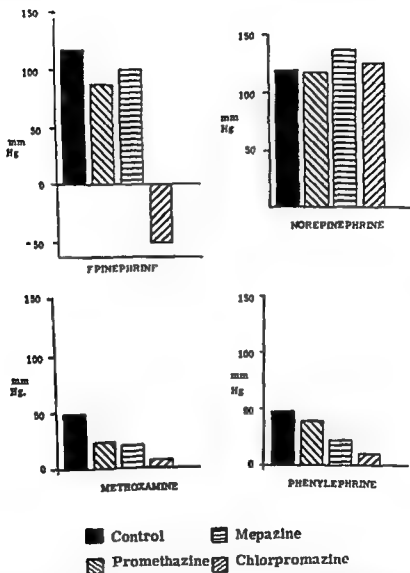 150
100
50
mm
Hg
0
-50
FPINEPHRINF
150
100
mm
Hg
50
NOREPINEPHRINE
150
100
mm
Hg.
50
0
METHOXAMINE
150
100
mm
Hg
50
0
PHENYLEPHRINE
Control Mepazine
Promethazine Chlorpromazine